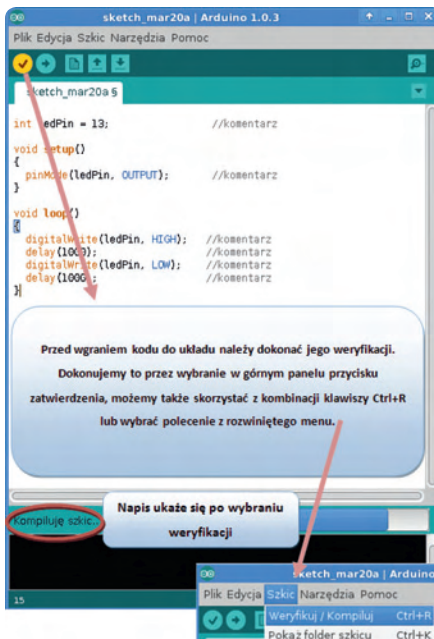 sketch_mar20a | Arduino 1.0.3
Plik Edycja Szkic Narzędzia Pomoc
sketch_mar20a §
int ledPin = 13; //komentarz
void setup()
{
pinMode(ledPin, OUTPUT); //komentarz
}
void loop()
{
digitalWrite(ledPin, HIGH); //komentarz
delay(1000); //komentarz
digitalWrite(ledPin, LOW); //komentarz
delay(1000); //komentarz
}
Przed wgraniem kodu do układu należy dokonać jego weryfikacji.
Dokonujemy to przez wybranie w górnym panelu przycisku
zatwierdzenia, możemy także skorzystać z kombinacji klawiszy Ctrl+R
lub wybrać polecenie z rozwiniętego menu.
Kompiluję szkic..
Napis ukaże się po wybraniu
weryfikacji
15
sketch_mar20a | Arduino
Plik Edycja Szkic Narzędzia Pomoc
Weryfikuj / Kompiluj Ctrl+R
Pokaż folder szkicu Ctrl+K